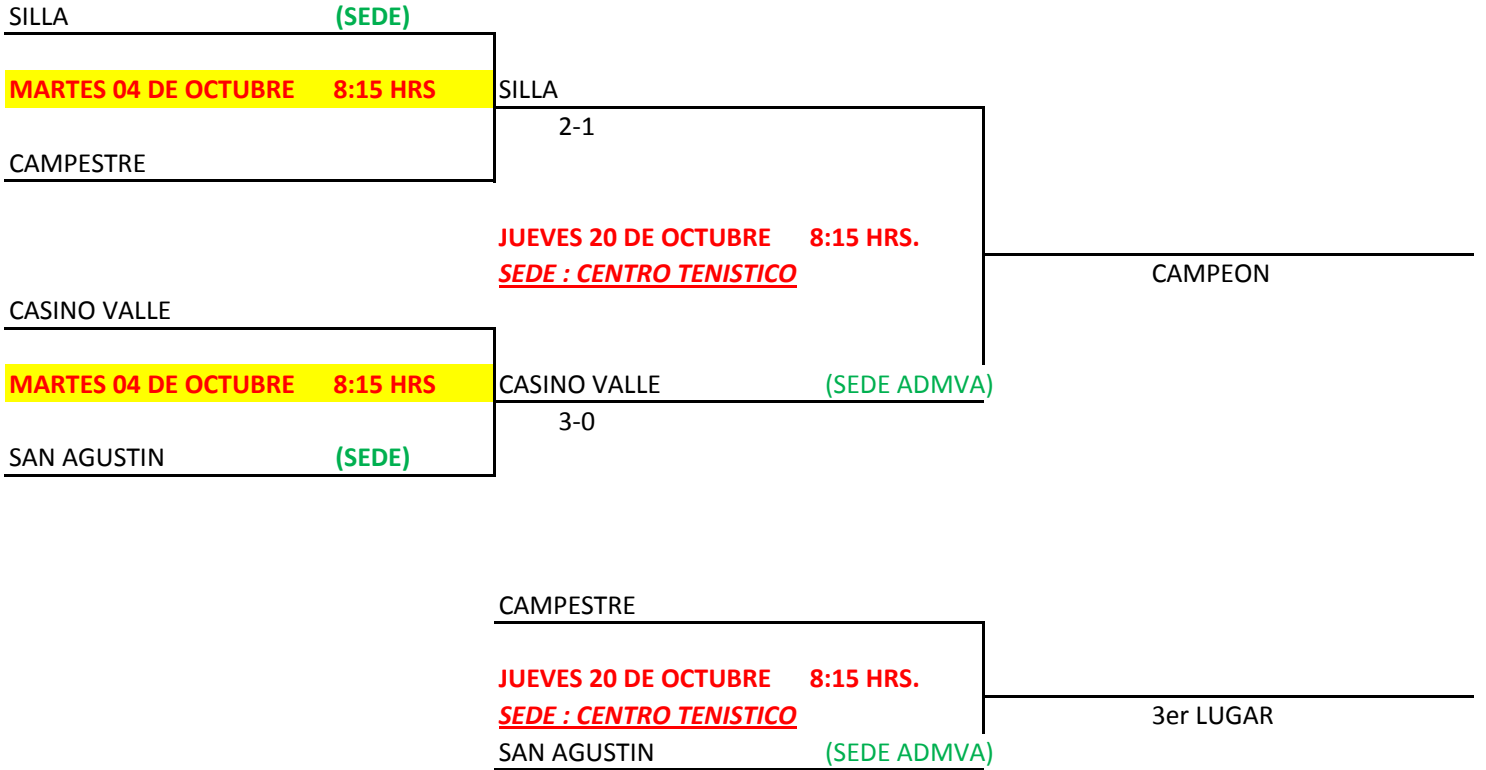 SILLA (SEDE)
MARTES 04 DE OCTUBRE 8:15 HRS SILLA
2-1
CAMPESTRE
JUEVES 20 DE OCTUBRE 8:15 HRS.
SEDE : CENTRO TENISTICO CAMPEON
CASINO VALLE
MARTES 04 DE OCTUBRE 8:15 HRS CASINO VALLE (SEDE ADMVA)
3-0
SAN AGUSTIN (SEDE)
CAMPESTRE
JUEVES 20 DE OCTUBRE 8:15 HRS.
SEDE : CENTRO TENISTICO 3er LUGAR
SAN AGUSTIN (SEDE ADMVA)